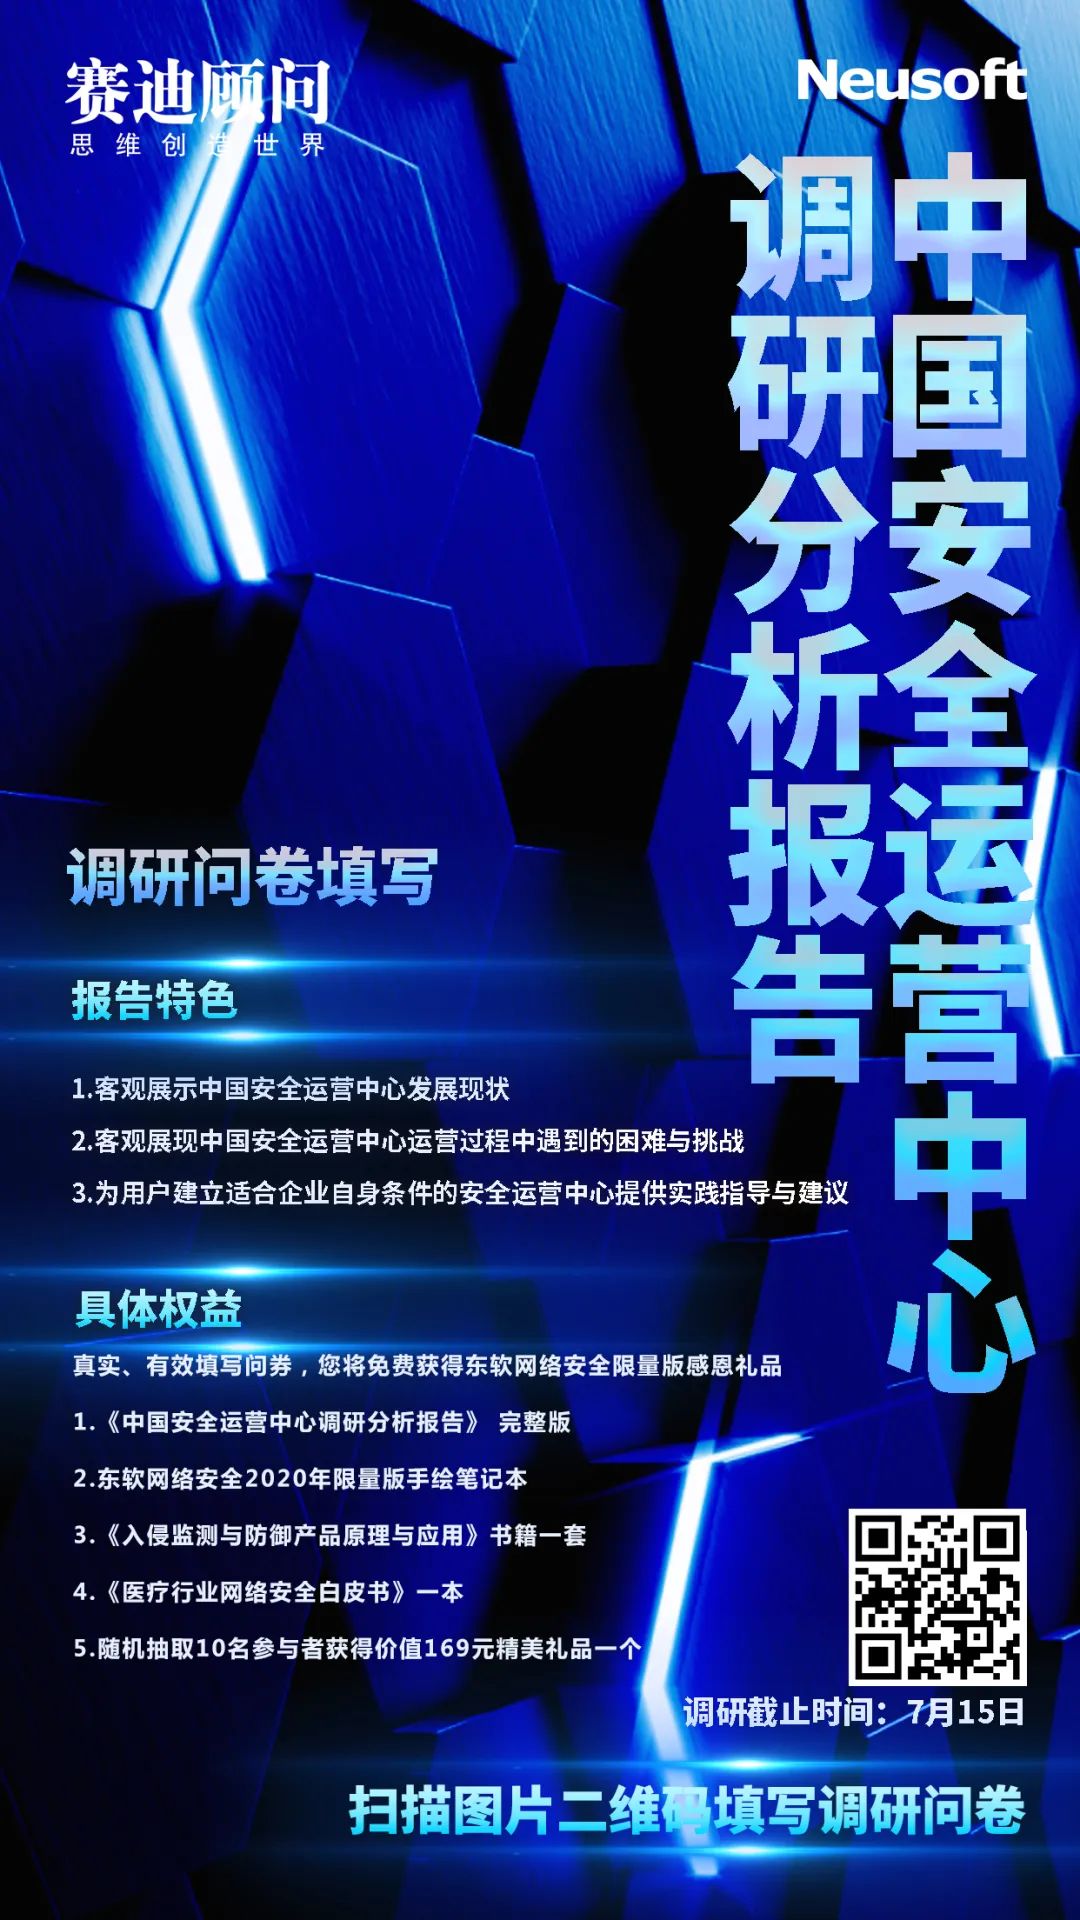 赛迪顾问
思维创造世界
Neusoft
中国安全运营中心
调研分析报告
调研问卷填写
报告特色
1.客观展示中国安全运营中心发展现状
2.客观展现中国安全运营中心运营过程中遇到的困难与挑战
3.为用户建立适合企业自身条件的安全运营中心提供实践指导与建议
具体权益
真实、有效填写问券，您将免费获得东软网络安全限量版感恩礼品
1.《中国安全运营中心调研分析报告》 完整版
2.东软网络安全2020年限量版手绘笔记本
3.《入侵监测与防御产品原理与应用》书籍一套
4.《医疗行业网络安全白皮书》一本
5.随机抽取10名参与者获得价值169元精美礼品一个
调研截止时间：7月15日
扫描图片二维码填写调研问卷